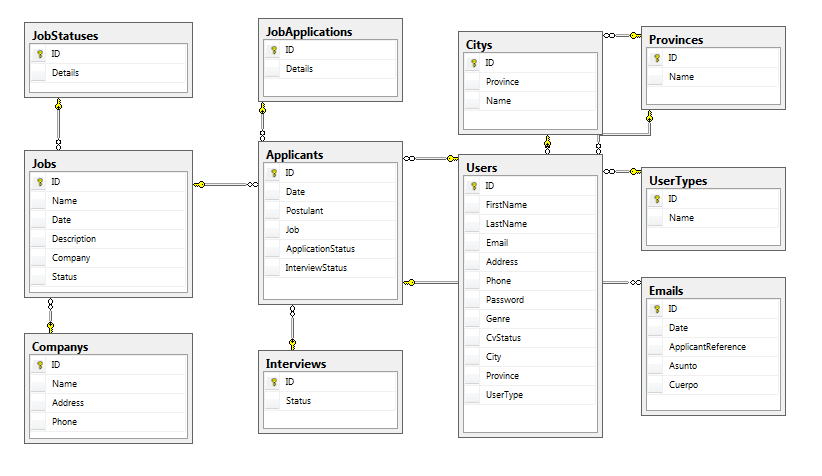 JobStatuses
ID
Details
JobApplications
ID
Details
Citys
ID
Province
Name
Provinces
ID
Name
Jobs
ID
Name
Date
Description
Company
Status
Applicants
ID
Date
Postulant
Job
ApplicationStatus
InterviewStatus
Users
ID
FirstName
LastName
Email
Address
Phone
Password
Genre
CvStatus
City
Province
UserType
UserTypes
ID
Name
Emails
ID
Date
ApplicantReference
Asunto
Cuerpo
Companys
ID
Name
Address
Phone
Interviews
ID
Status